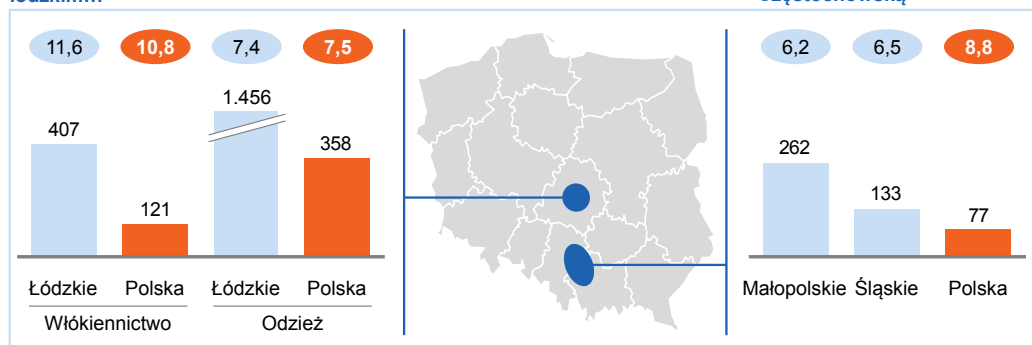 11,6 10,8 7,4 7,5
407 121 1.456 358
Łódzkie Polska Łódzkie Polska
Włókiennictwo Odzież
6,2 6,5 8,8
262 133 77
Małopolskie Śląskie Polska